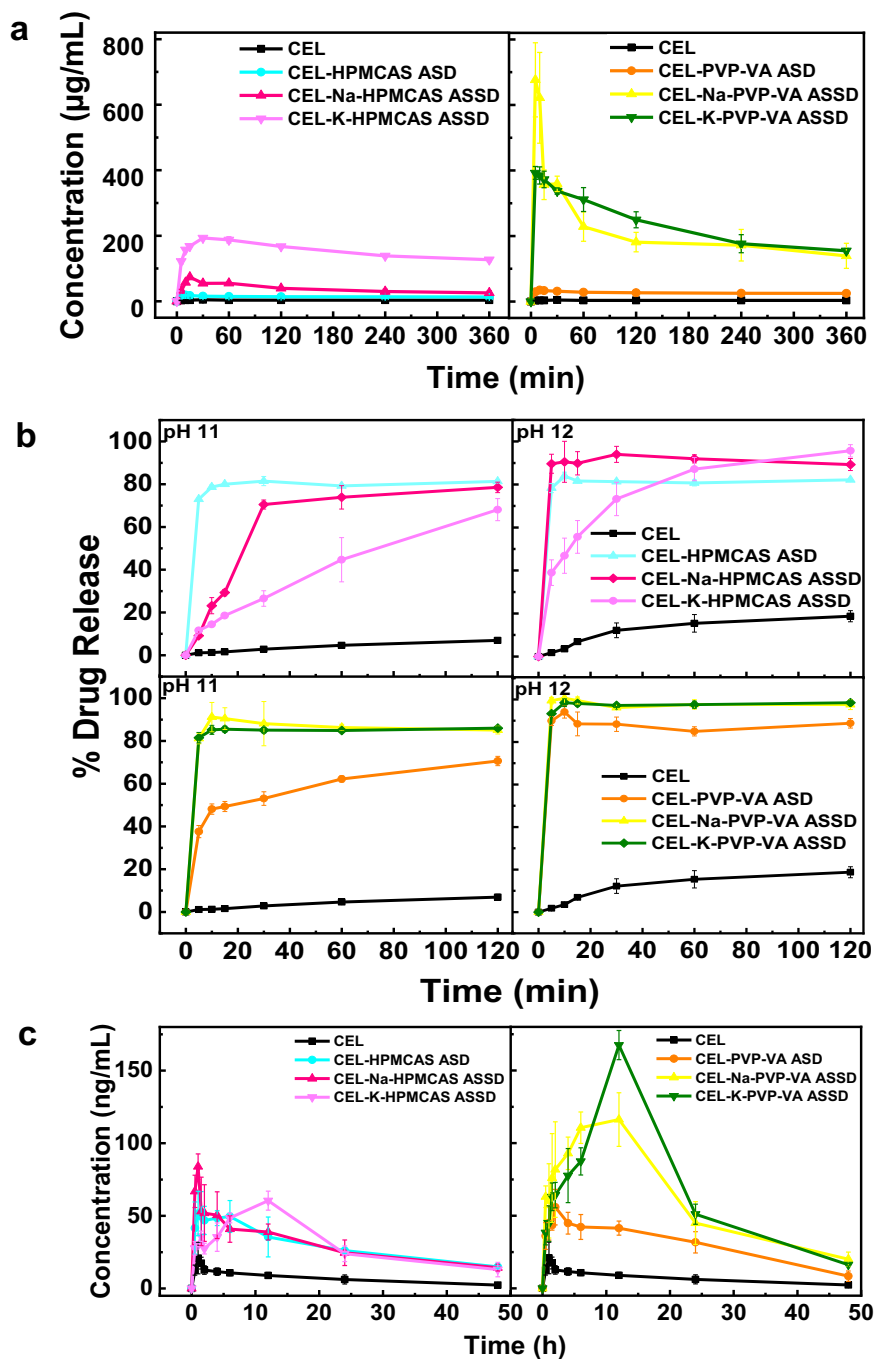 a
Concentration (µg/mL)
800
600
400
200
0
CEL
CEL-HPMCAS ASD
CEL-Na-HPMCAS ASSD
CEL-K-HPMCAS ASSD
CEL
CEL-PVP-VA ASD
CEL-Na-PVP-VA ASSD
CEL-K-PVP-VA ASSD
0 60 120 180 240 300 360
0 60 120 180 240 300 360
Time (min)
b
% Drug Release
pH 11
100
80
60
40
20
0
pH 12
CEL
CEL-HPMCAS ASD
CEL-Na-HPMCAS ASSD
CEL-K-HPMCAS ASSD
pH 11
100
80
60
40
20
0
pH 12
CEL
CEL-PVP-VA ASD
CEL-Na-PVP-VA ASSD
CEL-K-PVP-VA ASSD
0 20 40 60 80 100 120
0 20 40 60 80 100 120
Time (min)
c
Concentration (ng/mL)
150
100
50
0
CEL
CEL-HPMCAS ASD
CEL-Na-HPMCAS ASSD
CEL-K-HPMCAS ASSD
CEL
CEL-PVP-VA ASD
CEL-Na-PVP-VA ASSD
CEL-K-PVP-VA ASSD
0 10 20 30 40 50
0 10 20 30 40 50
Time (h)